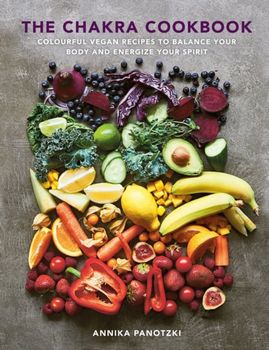 THE CHAKRA COOKBOOK
COLOURFUL VEGAN RECIPES TO BALANCE YOUR
BODY AND ENERGIZE YOUR SPIRIT
ANNIKA PANOTZKI